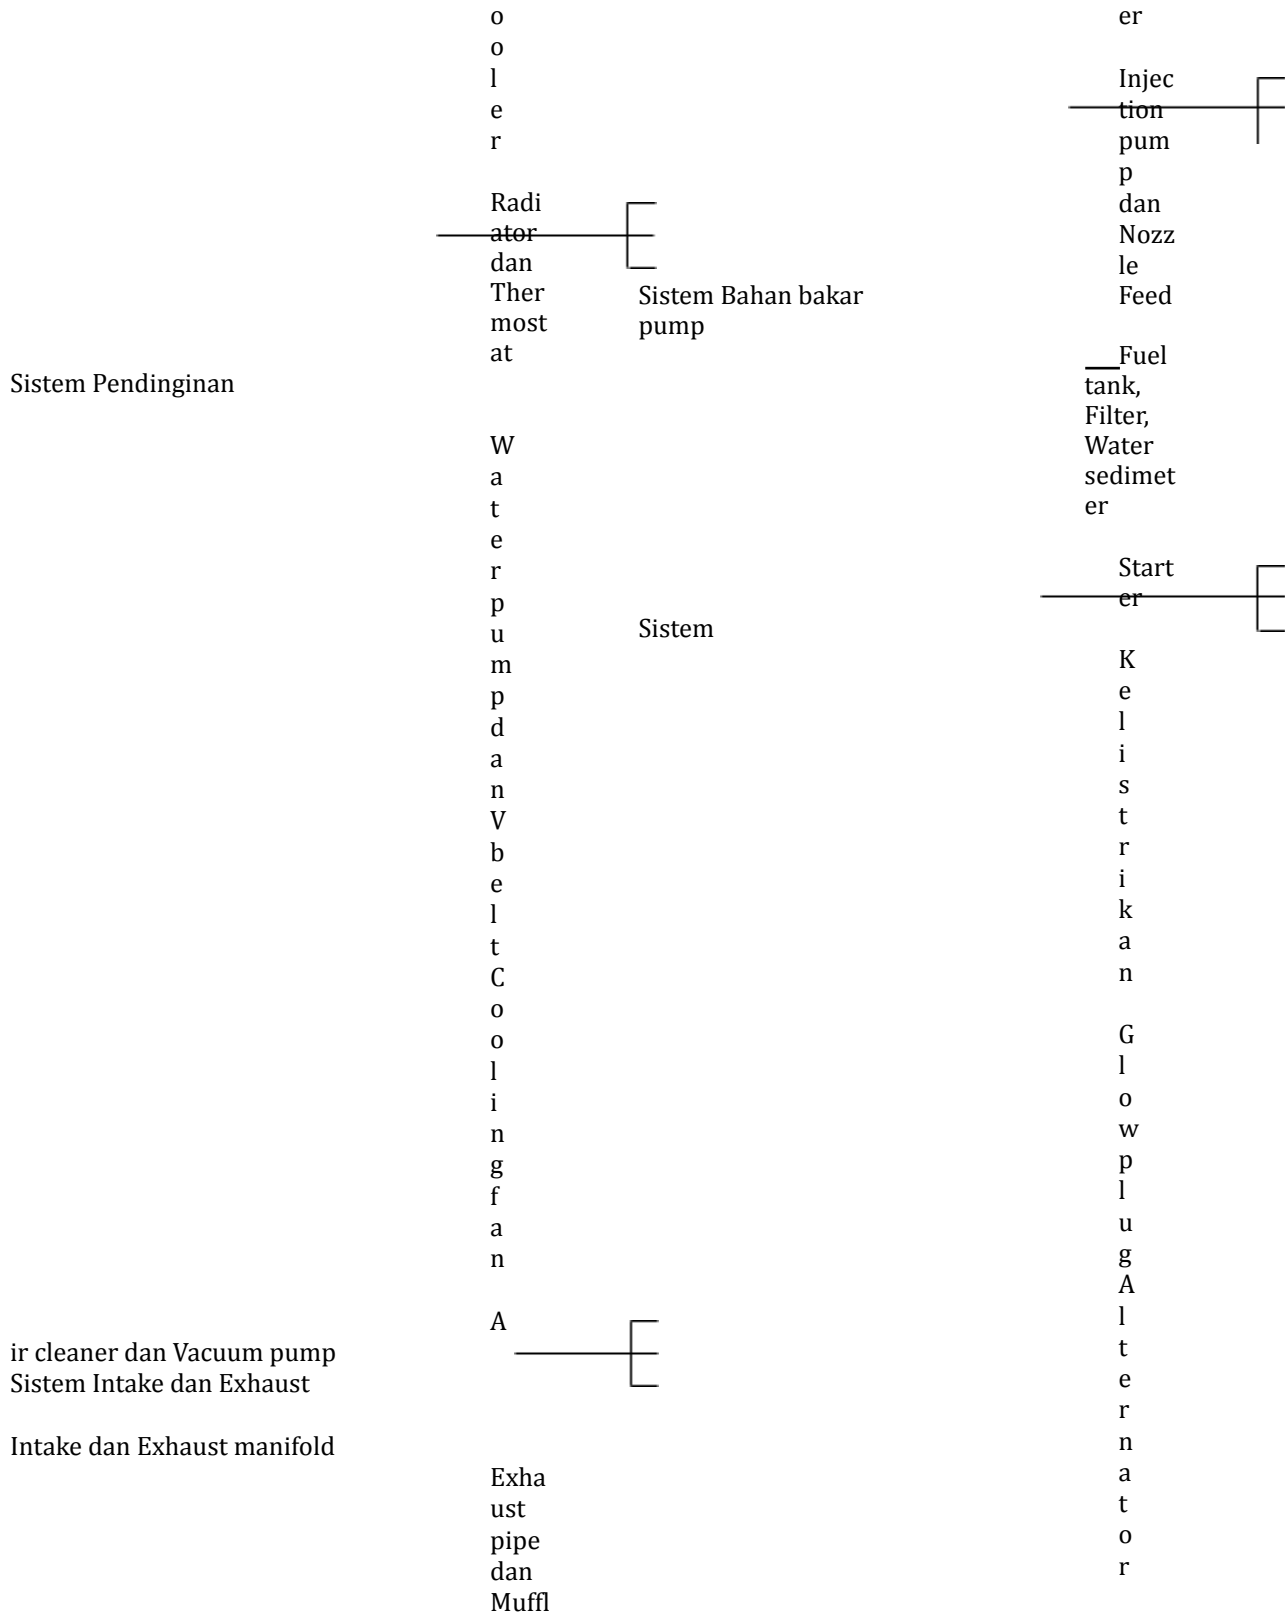 o
o
l
e
r
Radi
ator
dan
Ther
most
at
Sistem Pendinginan
W
a
t
e
r
p
u
m
p
d
a
n
V
b
e
l
t
C
o
o
l
i
n
g
f
a
n
A
ir cleaner dan Vacuum pump
Sistem Intake dan Exhaust
Intake dan Exhaust manifold
Exha
ust
pipe
dan
Muffl
er
Injec
tion
pum
p
dan
Nozz
le
Feed
Sistem Bahan bakar
pump
Fuel
tank,
Filter,
Water
sedimet
er
Start
er
Sistem
K
e
l
i
s
t
r
i
k
a
n
G
l
o
w
p
l
u
g
A
l
t
e
r
n
a
t
o
r